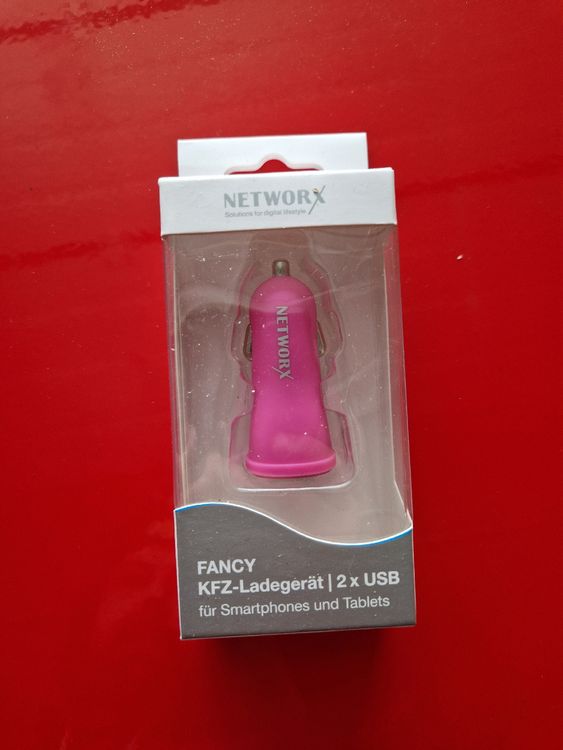 NETWORX
Solutions for digital lifestyle
NETWORX
FANCY
KFZ-Ladegerät | 2 x USB
für Smartphones und Tablets